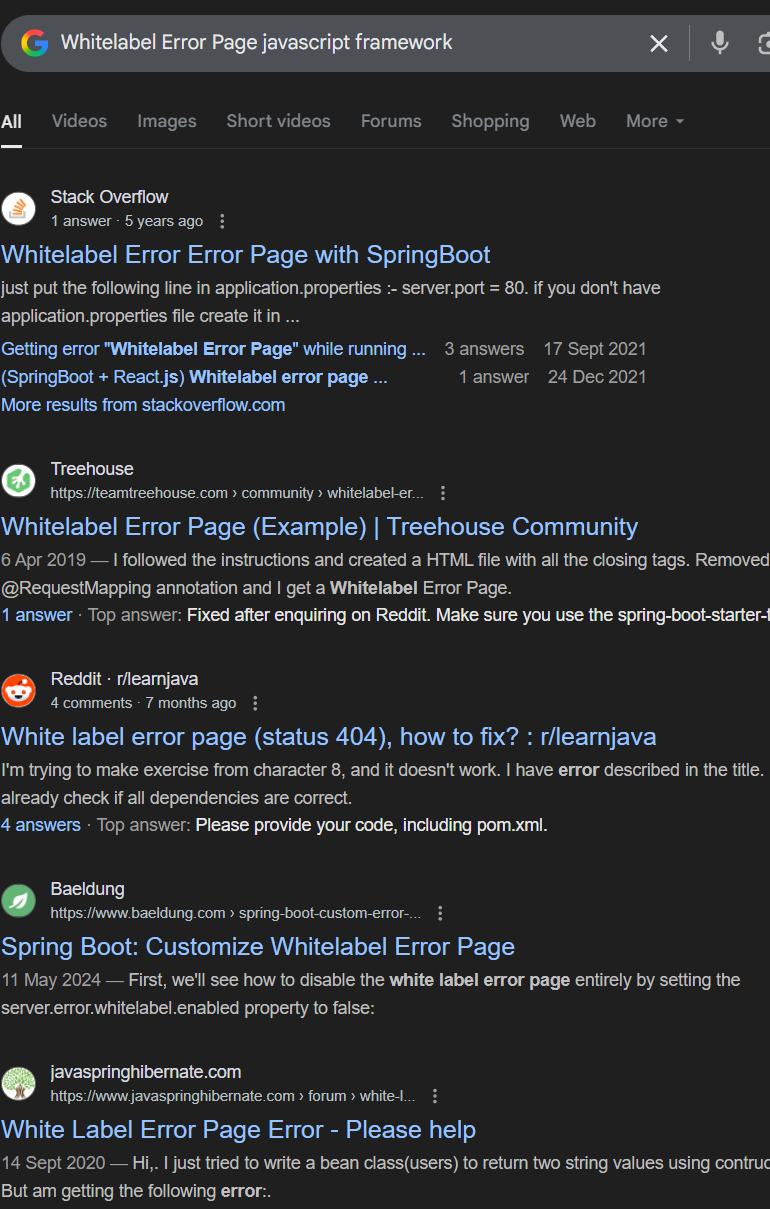 Whitelabel Error Page javascript framework
All Videos Images Short videos Forums Shopping Web More
Stack Overflow
1 answer · 5 years ago
Whitelabel Error Error Page with SpringBoot
just put the following line in application.properties :- server.port = 80. if you don't have
application.properties file create it in ...
Getting error "Whitelabel Error Page" while running ... 3 answers 17 Sept 2021
(SpringBoot + React.js) Whitelabel error page ... 1 answer 24 Dec 2021
More results from stackoverflow.com
Treehouse
https://teamtreehouse.com › community › whitelabel-er...
Whitelabel Error Page (Example) | Treehouse Community
6 Apr 2019 — I followed the instructions and created a HTML file with all the closing tags. Removed
@RequestMapping annotation and I get a Whitelabel Error Page.
1 answer · Top answer: Fixed after enquiring on Reddit. Make sure you use the spring-boot-starter-t
Reddit · r/learnjava
4 comments · 7 months ago
White label error page (status 404), how to fix? : r/learnjava
I'm trying to make exercise from character 8, and it doesn't work. I have error described in the title.
already check if all dependencies are correct.
4 answers · Top answer: Please provide your code, including pom.xml.
Baeldung
https://www.baeldung.com › spring-boot-custom-error-...
Spring Boot: Customize Whitelabel Error Page
11 May 2024 — First, we'll see how to disable the white label error page entirely by setting the
server.error.whitelabel.enabled property to false:
javaspringhibernate.com
https://www.javaspringhibernate.com › forum › white-l...
White Label Error Page Error - Please help
14 Sept 2020 — Hi,. I just tried to write a bean class(users) to return two string values using contruc
But am getting the following error:.